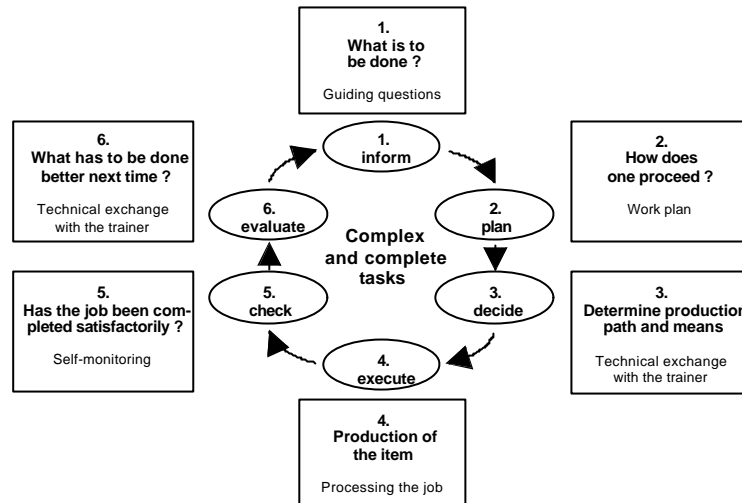 1.
What is to
be done ?
Guiding questions
1.
inform
6.
What has to be done
better next time ?
Technical exchange
with the trainer
2.
How does
one proceed ?
Work plan
6.
evaluate
2.
plan
Complex
and complete
tasks
5.
Has the job been com-
pleted satisfactorily ?
Self-monitoring
5.
check
3.
decide
3.
Determine production
path and means
Technical exchange
with the trainer
4.
execute
4.
Production of
the item
Processing the job